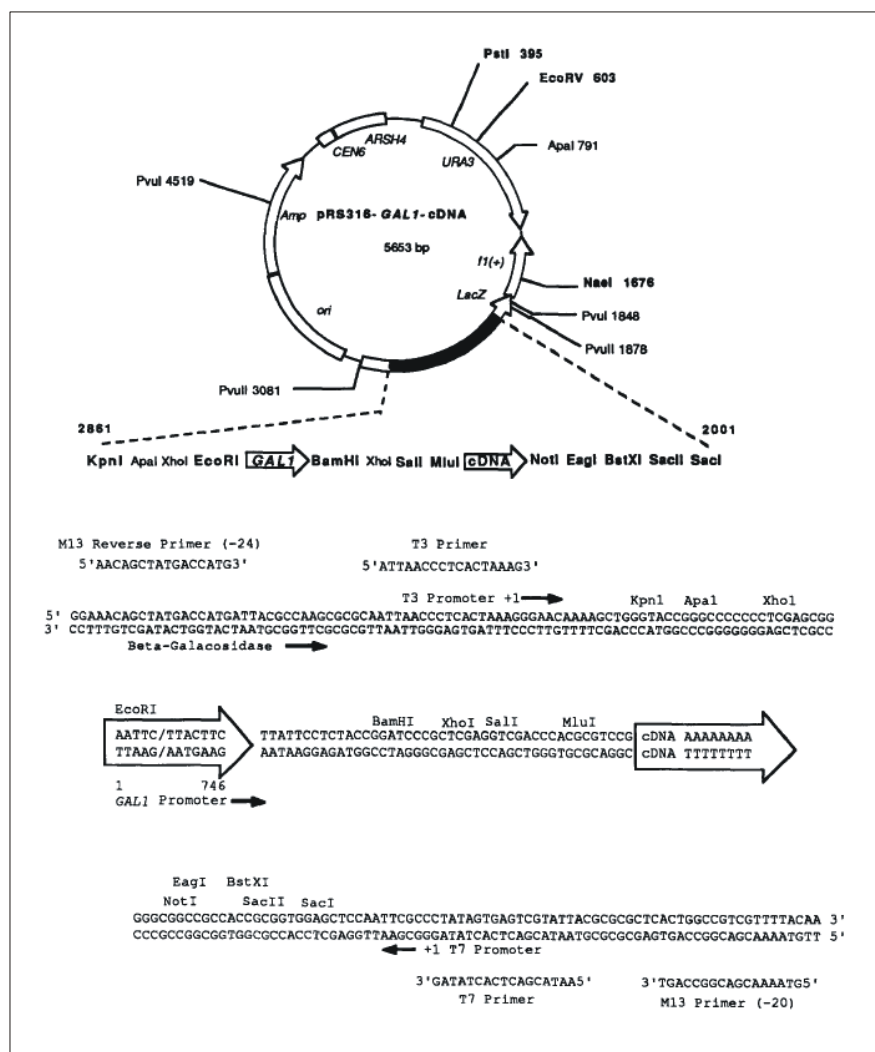 PstI 395
EcoRV 603
ARSH4
CEN6
URA3
ApaI 791
PvuI 4519
Amp
pRS316-GAL1-cDNA
5653 bp
f1(+)
LacZ
NaeI 1676
ori
PvuI 1848
PvuII 1878
PvuII 3081
2861
2001
KpnI ApaI XhoI EcoRI GAL1 BamHI XhoI SalI MluI cDNA NotI EagI BstXI SacII SacI
M13 Reverse Primer (-24)
T3 Primer
5'AACAGCTATGACCATG3'
5'ATTAACCCTCACTAAAG3'
T3 Promoter +1
KpnI ApaI XhoI
5' GGAAACAGCTATGACCATGATTACGCCAAGCGCGCAATTAACCCTCACTAAAGGGAACAAAAGCTGGGTACCGGGCCCCCCCTCGAGCGG
3' CCTTTGTCGATACTGGTACTAATGCGGTTCGCGCGTTAATTGGGAGTGATTTCCCTTGTTTTCGACCCATGGCCCGGGGGGGAGCTCGCC
Beta-Galacosidase
EcoRI
BamHI XhoI SalI MluI
AATTC/TTACTTC TTATTCCTCTACCGGATCCCGCTCGAGGTCGACCCACGCGTCCG cDNA AAAAAAAA
TTAAG/AATGAAG AATAAGGAGATGGCCTAGGGCGAGCTCCAGCTGGGTGCGCAGGC cDNA TTTTTTTT
1 746
GAL1 Promoter
EagI BstXI
NotI SacII SacI
GGGCGGCCGCCACCGCGGTGGAGCTCCAATTCGCCCTATAGTGAGTCGTATTACGCGCGCTCACTGGCCGTCGTTTTACAA 3'
CCCGCCGGCGGTGGCGCCACCTCGAGGTTAAGCGGGATATCACTCAGCATAATGCGCGCGAGTGACCGGCAGCAAAATGTT 5'
+1 T7 Promoter
3'GATATCACTCAGCATAA5'
3'TGACCGGCAGCAAAATG5'
T7 Primer
M13 Primer (-20)